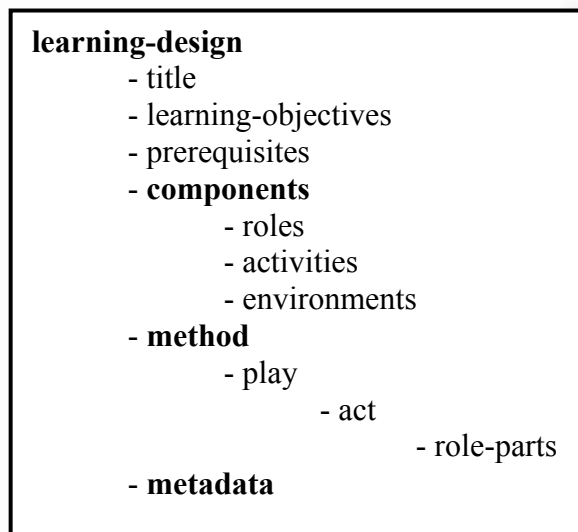 learning-design
- title
- learning-objectives
- prerequisites
- components
- roles
- activities
- environments
- method
- play
- act
- role-parts
- metadata